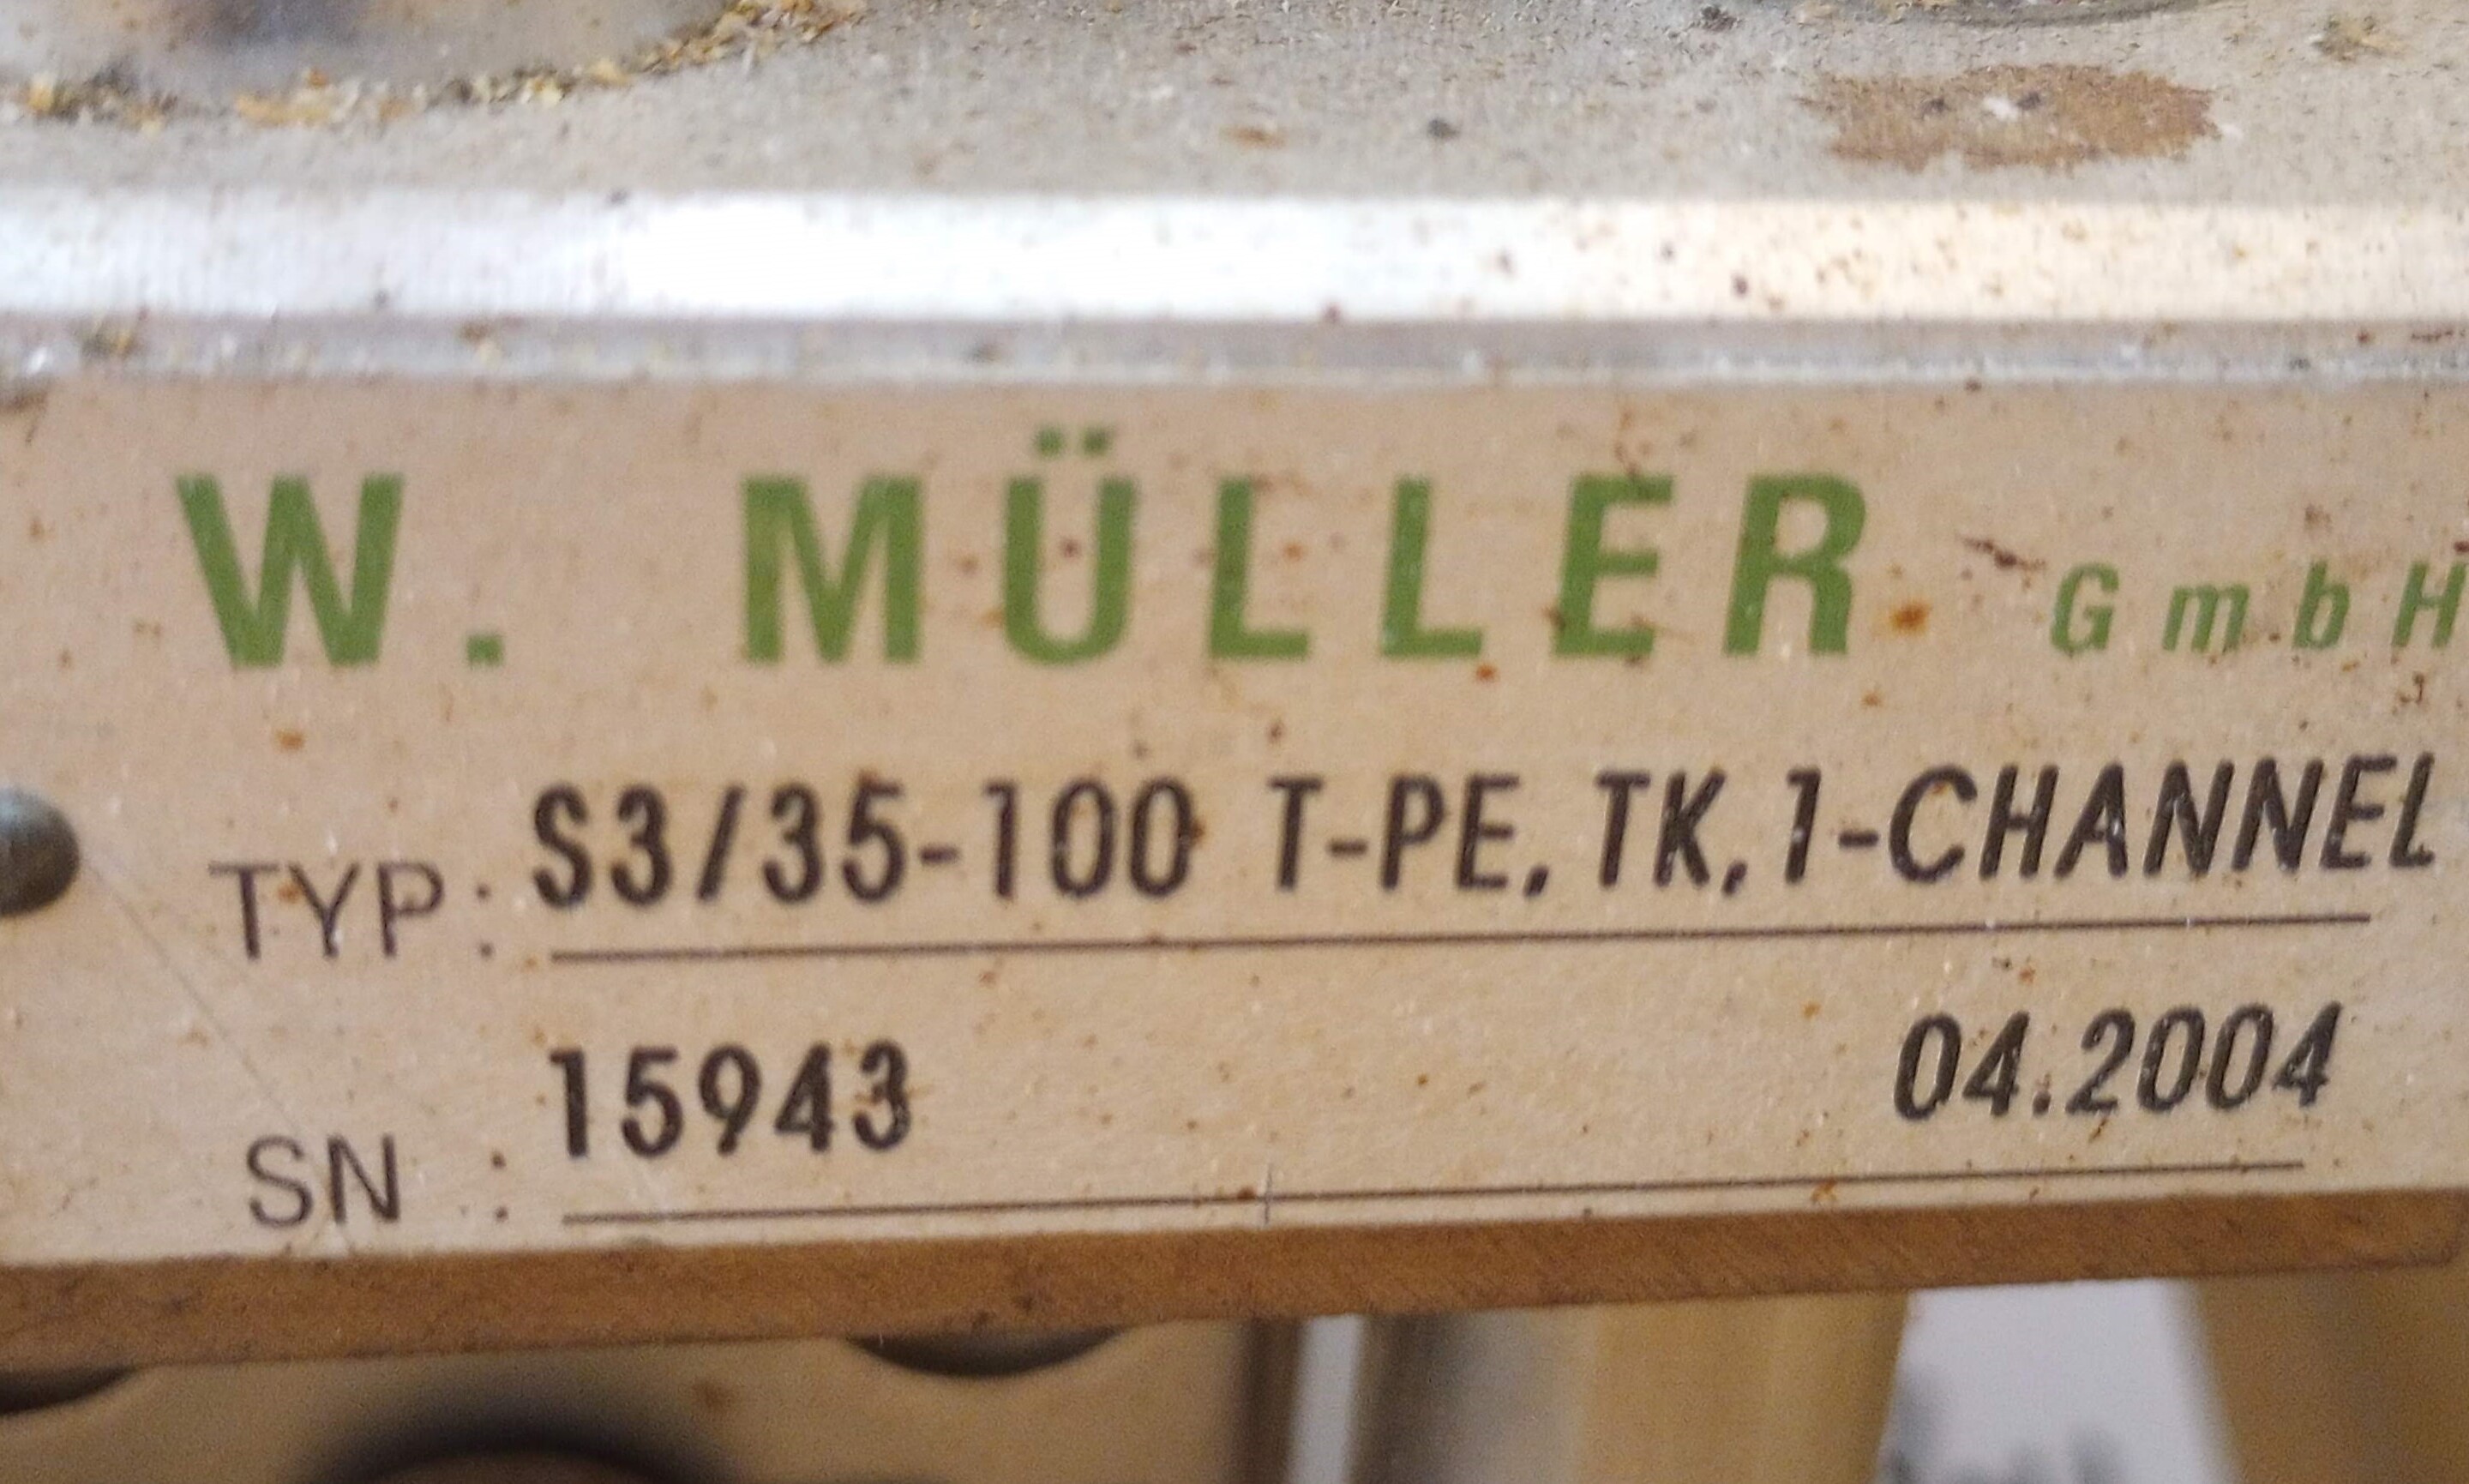 W. MÜLLER GmbH
TYP: S3/35-100 T-PE, TK, 1-CHANNEL
SN : 15943 04.2004